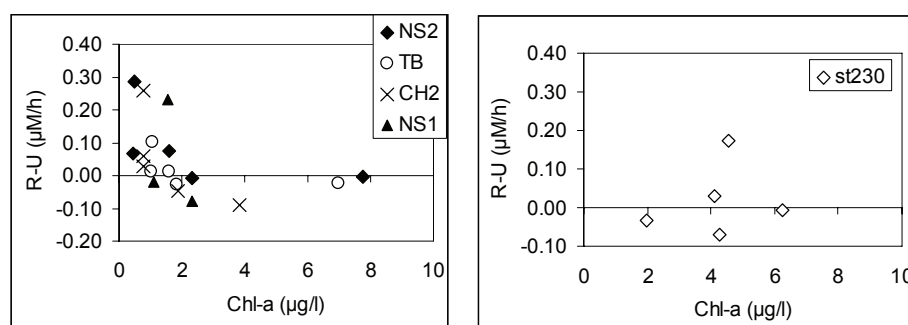 0.40
0.30
0.20
0.10
0.00
-0.10
-0.20
R-U (µM/h)
0 2 4 6 8 10
Chl-a (µg/l)
NS2
TB
CH2
NS1
0.40
0.30
0.20
0.10
0.00
-0.10
R-U (µM/h)
0 2 4 6 8 10
Chl-a (µg/l)
st230